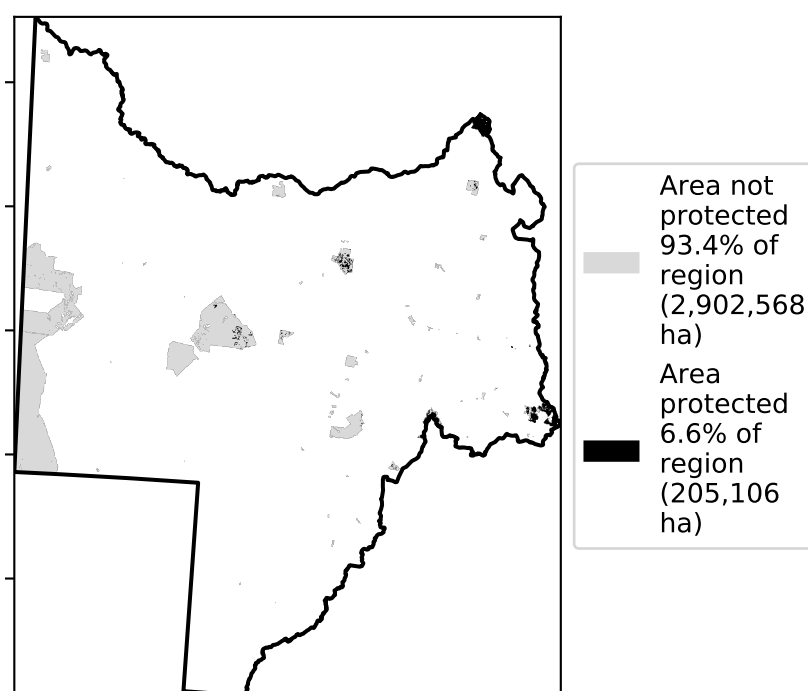 Area not
protected
93.4% of
region
(2,902,568
ha)
Area
protected
6.6% of
region
(205,106
ha)